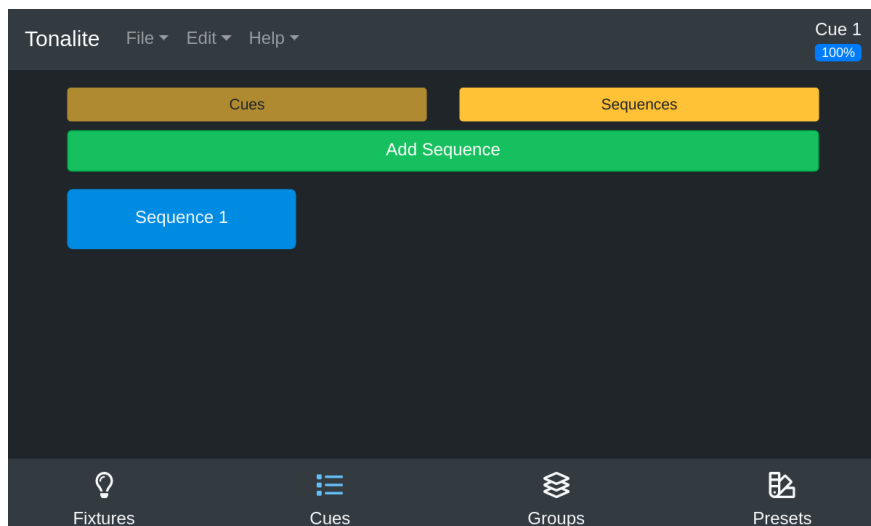 Tonalite File Edit Help Cue 1
100%
Cues Sequences
Add Sequence
Sequence 1
Fixtures Cues Groups Presets